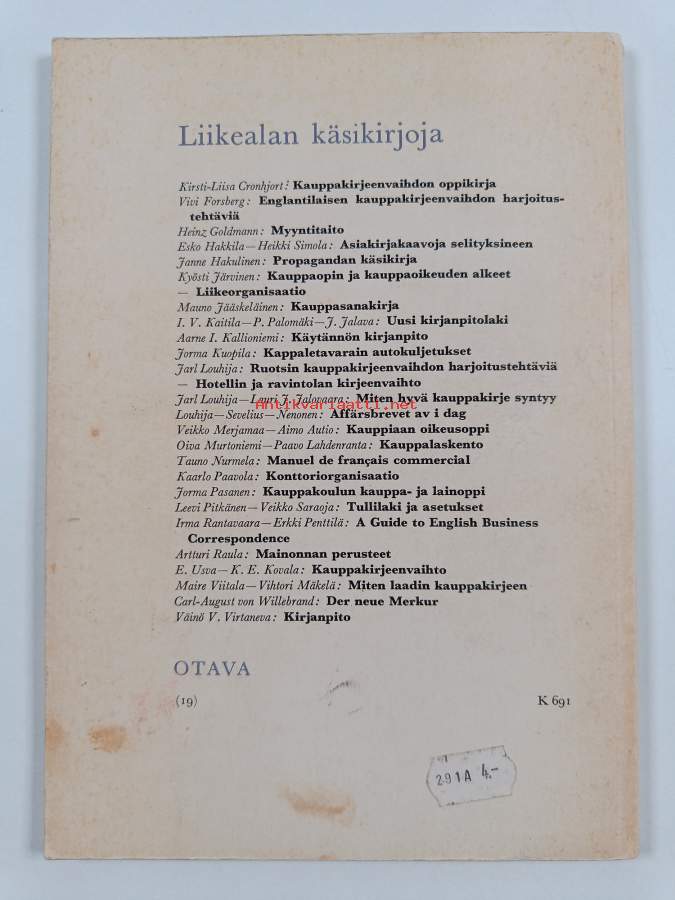 Liikealan käsikirjoja
Kirsti-Liisa Cronhjort: Kauppakirjeenvaihdon oppikirja
Vivi Forsberg: Englantilaisen kauppakirjeenvaihdon harjoitus-
tehtäviä
Heinz Goldmann: Myyntitaito
Esko Hakkila—Heikki Simola: Asiakirjakaavoja selityksineen
Janne Hakulinen: Propagandan käsikirja
Kyösti Järvinen: Kauppaopin ja kauppaoikeuden alkeet
— Liikeorganisaatio
Mauno Jääskeläinen: Kauppasanakirja
I. V. Kaitila—P. Palomäki—J. Jalava: Uusi kirjanpitolaki
Aarne I. Kallioniemi: Käytännön kirjanpito
Jorma Kuopila: Kappaletavarain autokuljetukset
Jarl Louhija: Ruotsin kauppakirjeenvaihdon harjoitustehtäviä
— Hotellin ja ravintolan kirjeenvaihto
Jarl Louhija—Lauri J. Jalovaara: Miten hyvä kauppakirje syntyy
Antikvariaatti.net
Louhija—Sevelius—Nenonen: Affärsbrevet av i dag
Veikko Merjamaa—Aimo Autio: Kauppiaan oikeusoppi
Oiva Murtoniemi—Paavo Lahdenranta: Kauppalaskento
Tauno Nurmela: Manuel de français commercial
Kaarlo Paavola: Konttoriorganisaatio
Jorma Pasanen: Kauppakoulun kauppa- ja lainoppi
Leevi Pitkänen—Veikko Saraoja: Tullilaki ja asetukset
Irma Rantavaara—Erkki Penttilä: A Guide to English Business
Correspondence
Artturi Raula: Mainonnan perusteet
E. Usva—K. E. Kovala: Kauppakirjeenvaihto
Maire Viitala—Vihtori Mäkelä: Miten laadin kauppakirjeen
Carl-August von Willebrand: Der neue Merkur
Väinö V. Virtaneva: Kirjanpito
OTAVA
(19) K 691
291A 4,-